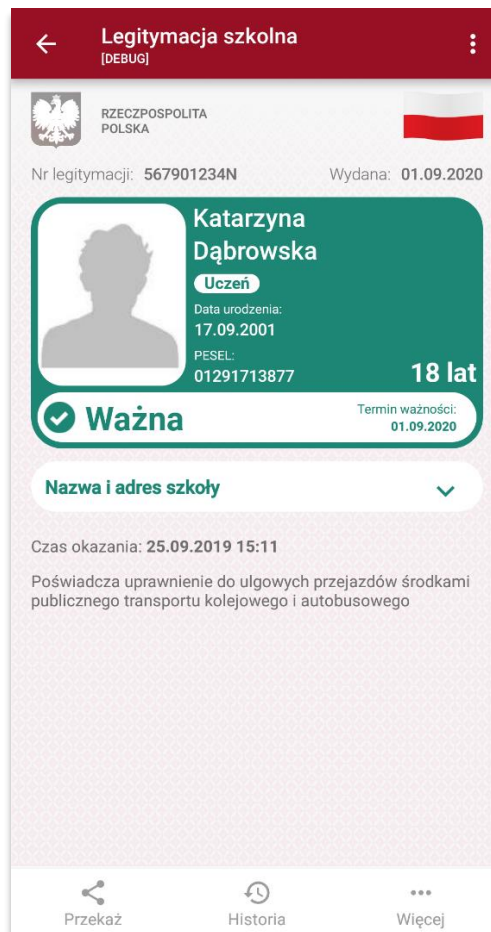 Legitymacja szkolna
[DEBUG]
RZECZPOSPOLITA
POLSKA
Nr legitymacji: 567901234N Wydana: 01.09.2020
Katarzyna
Dąbrowska
Uczeń
Data urodzenia:
17.09.2001
PESEL:
01291713877 18 lat
Ważna
Termin ważności:
01.09.2020
Nazwa i adres szkoły
Czas okazania: 25.09.2019 15:11
Poświadcza uprawnienie do ulgowych przejazdów środkami
publicznego transportu kolejowego i autobusowego
Przekaż Historia Więcej